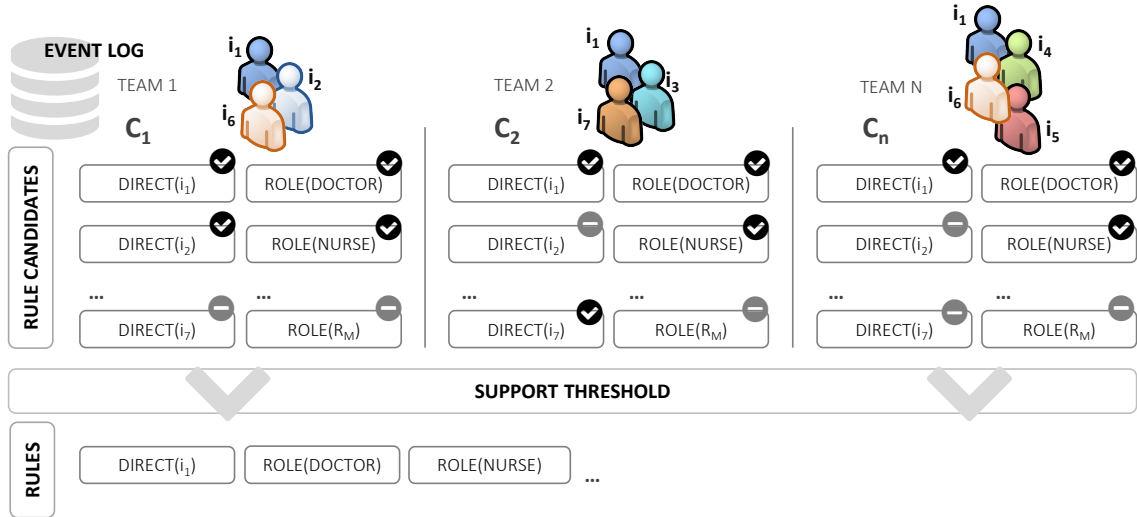 EVENT LOG
TEAM 1
C1
i1
i2
i6
TEAM 2
C2
i1
i3
i7
TEAM N
Cn
i1
i4
i6
i5
RULE CANDIDATES
DIRECT(i1) ROLE(DOCTOR) DIRECT(i1) ROLE(DOCTOR) DIRECT(i1) ROLE(DOCTOR)
DIRECT(i2) ROLE(NURSE) DIRECT(i2) ROLE(NURSE) DIRECT(i2) ROLE(NURSE)
... ... ... ... ... ...
DIRECT(i7) ROLE(RM) DIRECT(i7) ROLE(RM) DIRECT(i7) ROLE(RM)
SUPPORT THRESHOLD
RULES
DIRECT(i1) ROLE(DOCTOR) ROLE(NURSE) ...